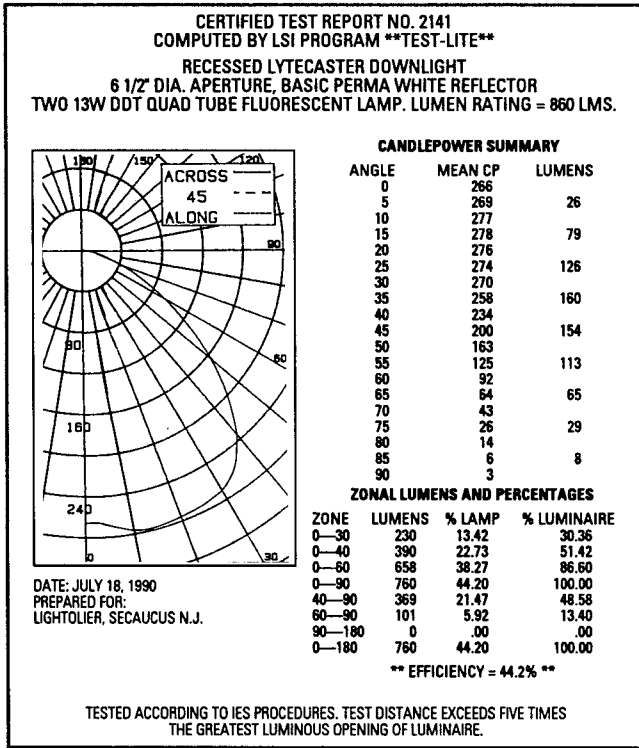 CERTIFIED TEST REPORT NO. 2141
COMPUTED BY LSI PROGRAM **TEST-LITE**
RECESSED LYTECASTER DOWNLIGHT
6 1/2" DIA. APERTURE, BASIC PERMA WHITE REFLECTOR
TWO 13W DDT QUAD TUBE FLUORESCENT LAMP. LUMEN RATING = 860 LMS.
180 150 120
ACROSS
45
ALONG
90
80
60
160
240
0 30
DATE: JULY 18, 1990
PREPARED FOR:
LIGHTOLIER, SECAUCUS N.J.
CANDLEPOWER SUMMARY
ANGLE MEAN CP LUMENS
0 266
5 269 26
10 277
15 278 79
20 276
25 274 126
30 270
35 258 160
40 234
45 200 154
50 163
55 125 113
60 92
65 64 65
70 43
75 26 29
80 14
85 6 8
90 3
ZONAL LUMENS AND PERCENTAGES
ZONE LUMENS % LAMP % LUMINAIRE
0—30 230 13.42 30.36
0—40 390 22.73 51.42
0—60 658 38.27 86.60
0—90 760 44.20 100.00
40—90 369 21.47 48.58
60—90 101 5.92 13.40
90—180 0 .00 .00
0—180 760 44.20 100.00
** EFFICIENCY = 44.2% **
TESTED ACCORDING TO IES PROCEDURES. TEST DISTANCE EXCEEDS FIVE TIMES
THE GREATEST LUMINOUS OPENING OF LUMINAIRE.